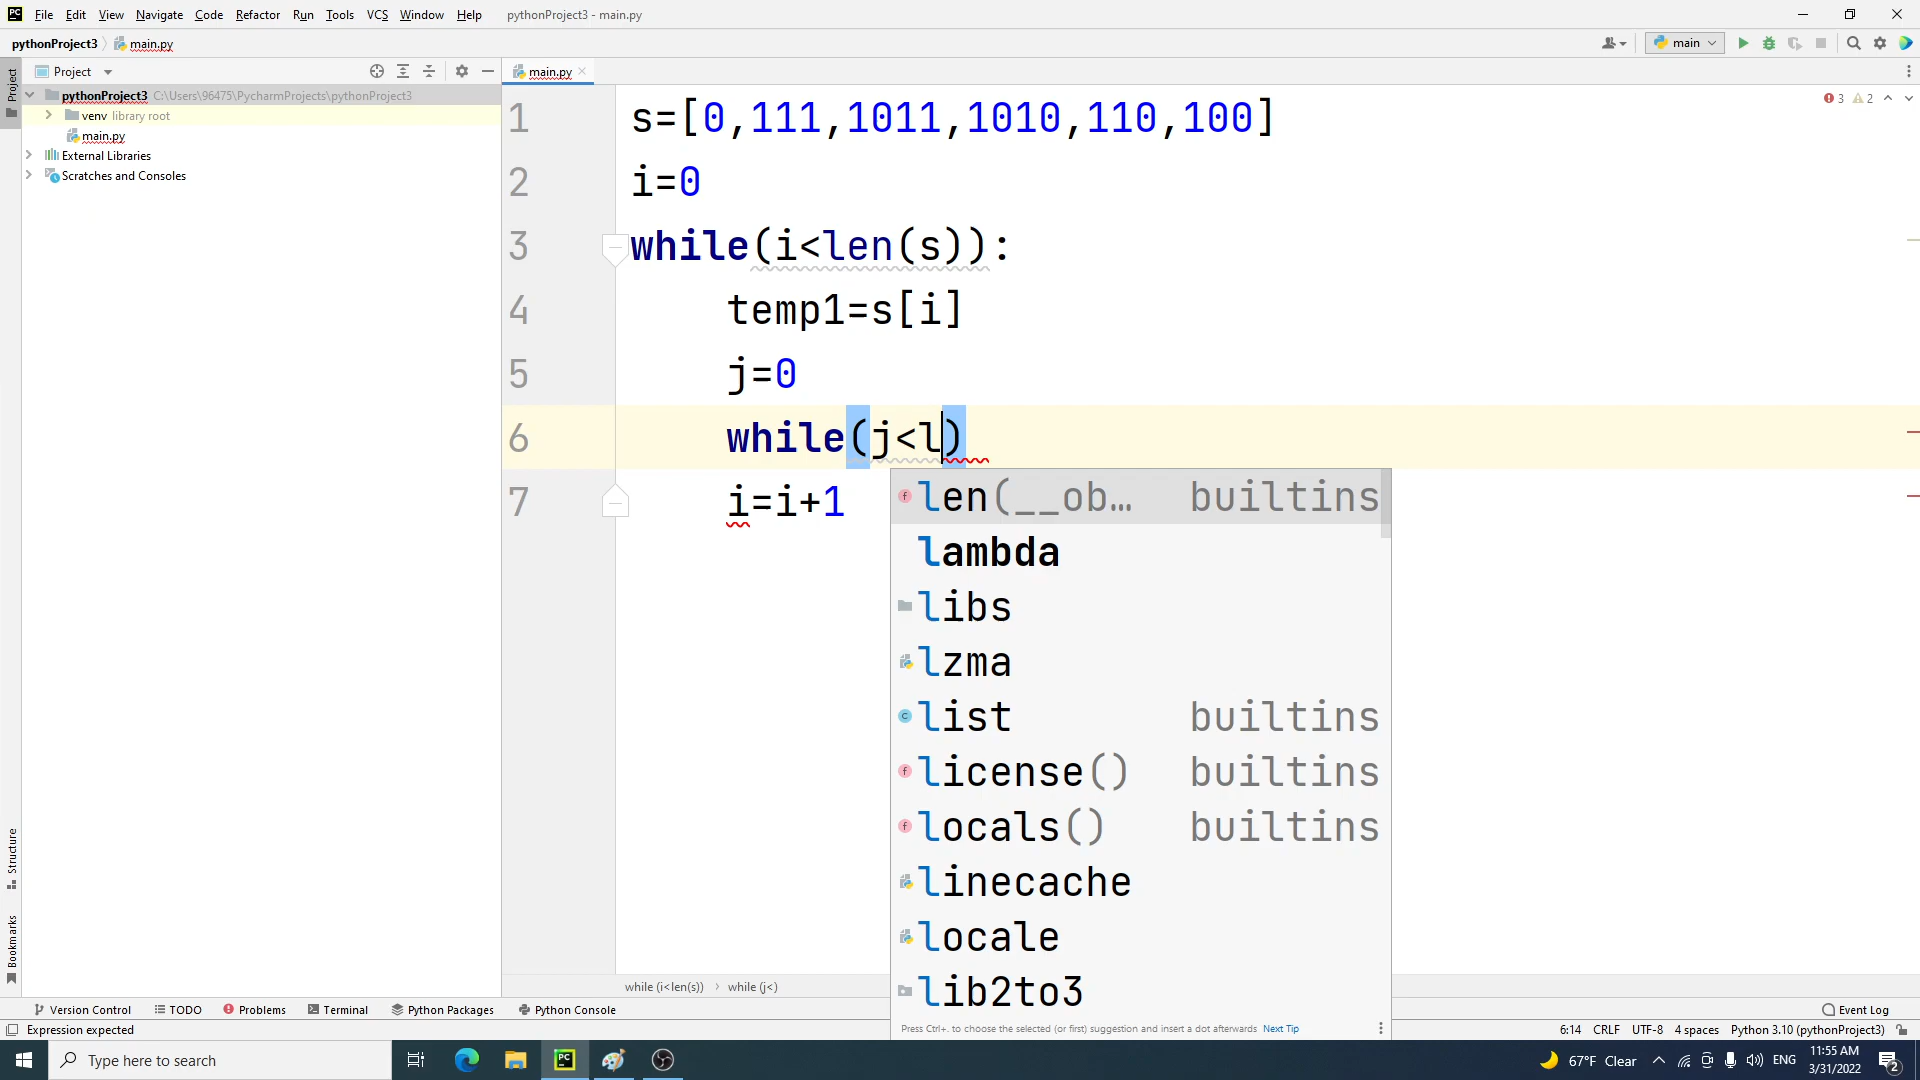 File Edit View Navigate Code Refactor Run Tools VCS Window Help pythonProject3 - main.py
pythonProject3 main.py main
Project main.py
pythonProject3 C:\Users\96475\PycharmProjects\pythonProject3
venv library root
main.py
External Libraries
Scratches and Consoles
Project
Structure
Bookmarks
3 2
1 s=[0,111,1011,1010,110,100]
2 i=0
3 while(i<len(s)):
4 temp1=s[i]
5 j=0
6 while(j<l)
7 i=i+1
len(__ob... builtins
lambda
libs
lzma
list builtins
license() builtins
locals() builtins
linecache
locale
lib2to3
Press Ctrl+. to choose the selected (or first) suggestion and insert a dot afterwards Next Tip
while (i<len(s)) while (j<)
Version Control TODO Problems Terminal Python Packages Python Console Event Log
Expression expected 6:14 CRLF UTF-8 4 spaces Python 3.10 (pythonProject3)
Type here to search PC 67°F Clear ENG 11:55 AM
3/31/2022 2